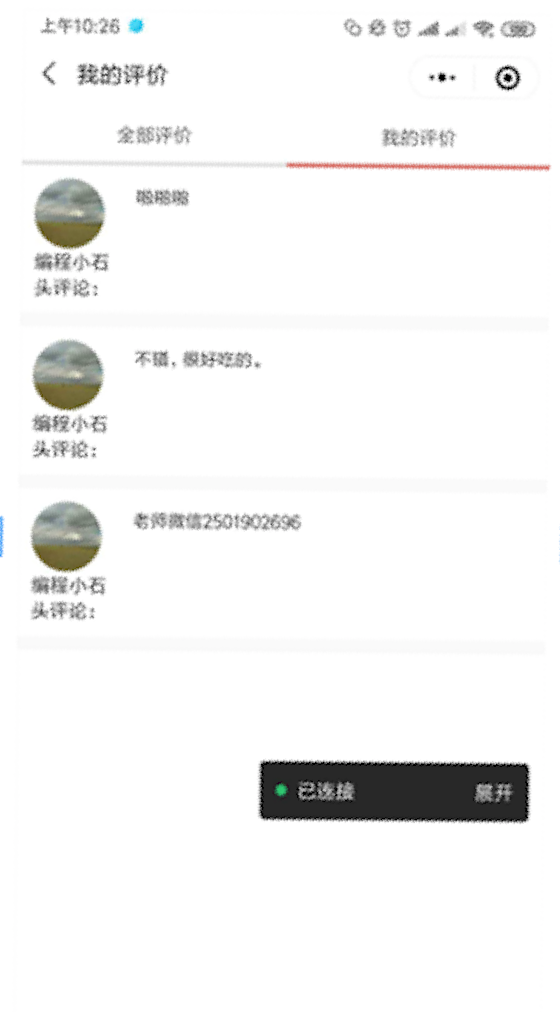 上午10:26
我的评价
全部评价
我的评价
啦啦啦
编程小石
头评论：
不错，很好吃的。
编程小石
头评论：
老师微信2501902696
编程小石
头评论：
已连接
展开